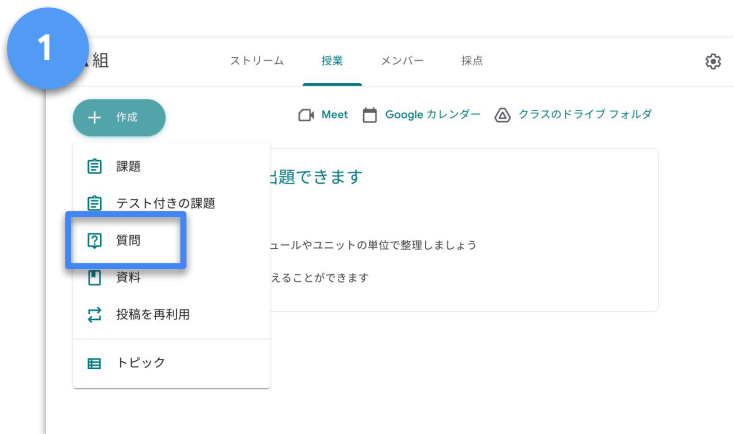 1
組
ストリーム 授業 メンバー 採点
+ 作成
Meet Google カレンダー クラスのドライブ フォルダ
課題
出題できます
テスト付きの課題
質問
ュールやユニットの単位で整理しましょう
資料
えることができます
投稿を再利用
トピック